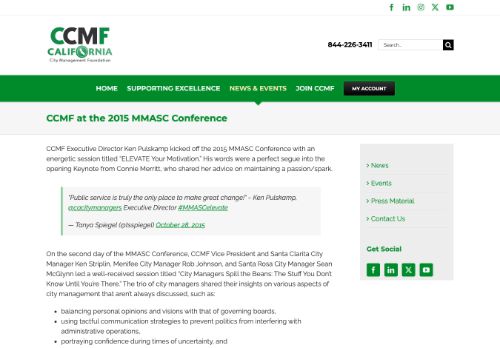 CCMF
CALIFORNIA
City Management Foundation
844-226-3411
Search...
HOME SUPPORTING EXCELLENCE NEWS & EVENTS JOIN CCMF MY ACCOUNT
CCMF at the 2015 MMASC Conference
CCMF Executive Director Ken Pulskamp kicked off the 2015 MMASC Conference with an
energetic session titled "ELEVATE Your Motivation." His words were a perfect segue into the
opening Keynote from Connie Merritt, who shared her advice on maintaining a passion/spark.
"Public service is truly the only place to make great change!" – Ken Pulskamp,
@cacitymanagers Executive Director #MMASCelevate
— Tanya Spiegel (@tsspiegel) October 28, 2015
On the second day of the MMASC Conference, CCMF Vice President and Santa Clarita City
Manager Ken Striplin, Menifee City Manager Rob Johnson, and Santa Rosa City Manager Sean
McGlynn led a well-received session titled "City Managers Spill the Beans: The Stuff You Don't
Know Until You're There." The trio of city managers shared their insights on various aspects of
city management that aren't always discussed, such as:
balancing personal opinions and visions with that of governing boards,
using tactful communication strategies to prevent politics from interfering with
administrative operations,
portraying confidence during times of uncertainty, and
News
Events
Press Material
Contact Us
Get Social